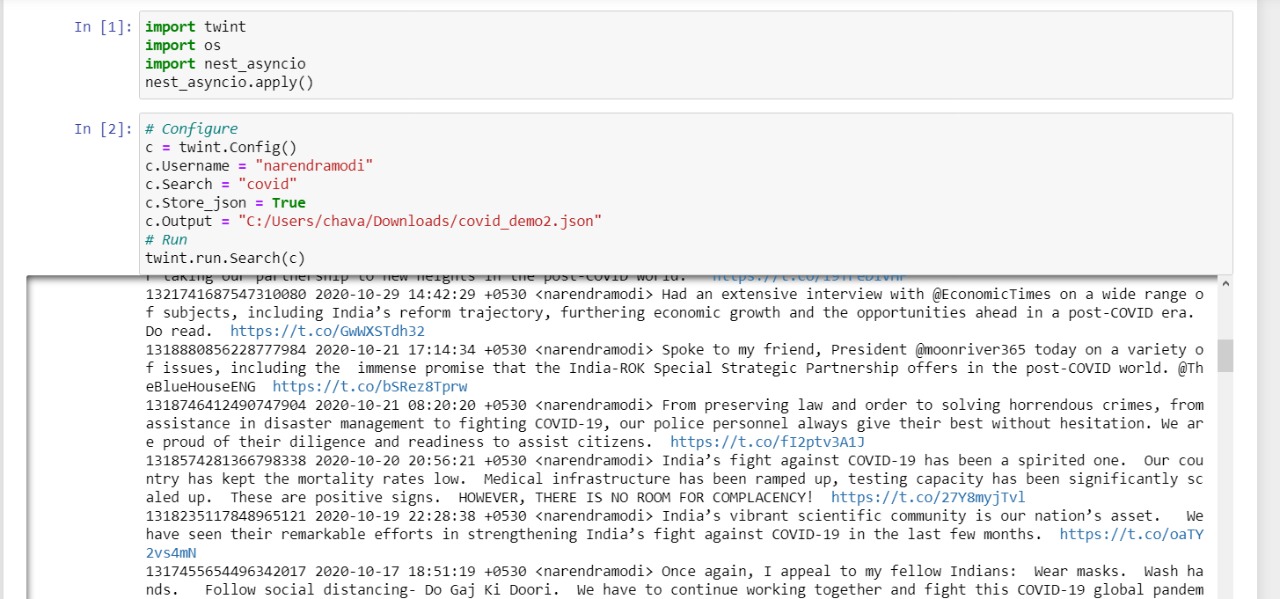 In [1]: import twint
import os
import nest_asyncio
nest_asyncio.apply()
In [2]: # Configure
c = twint.Config()
c.Username = "narendramodi"
c.Search = "covid"
c.Store_json = True
c.Output = "C:/Users/chava/Downloads/covid_demo2.json"
# Run
twint.run.Search(c)
f taking our partnership to new heights in the post-COVID world.
1321741687547310080 2020-10-29 14:42:29 +0530 <narendramodi> Had an extensive interview with @EconomicTimes on a wide range o
f subjects, including India’s reform trajectory, furthering economic growth and the opportunities ahead in a post-COVID era.
Do read.  https://t.co/GwWXSTdh32
1318880856228777984 2020-10-21 17:14:34 +0530 <narendramodi> Spoke to my friend, President @moonriver365 today on a variety o
f issues, including the  immense promise that the India-ROK Special Strategic Partnership offers in the post-COVID world. @Th
eBlueHouseENG  https://t.co/bSRez8Tprw
1318746412490747904 2020-10-21 08:20:20 +0530 <narendramodi> From preserving law and order to solving horrendous crimes, from
assistance in disaster management to fighting COVID-19, our police personnel always give their best without hesitation. We ar
e proud of their diligence and readiness to assist citizens.  https://t.co/fI2ptv3A1J
1318574281366798338 2020-10-20 20:56:21 +0530 <narendramodi> India’s fight against COVID-19 has been a spirited one.  Our cou
ntry has kept the mortality rates low.  Medical infrastructure has been ramped up, testing capacity has been significantly sc
aled up.  These are positive signs.  HOWEVER, THERE IS NO ROOM FOR COMPLACENCY!  https://t.co/27Y8myjTvl
1318235117848965121 2020-10-19 22:28:38 +0530 <narendramodi> India’s vibrant scientific community is our nation’s asset.   We
have seen their remarkable efforts in strengthening India’s fight against COVID-19 in the last few months.  https://t.co/oaTY
2vs4mN
1317455654496342017 2020-10-17 18:51:19 +0530 <narendramodi> Once again, I appeal to my fellow Indians:  Wear masks.  Wash ha
nds.   Follow social distancing- Do Gaj Ki Doori.  We have to continue working together and fight this COVID-19 global pandem